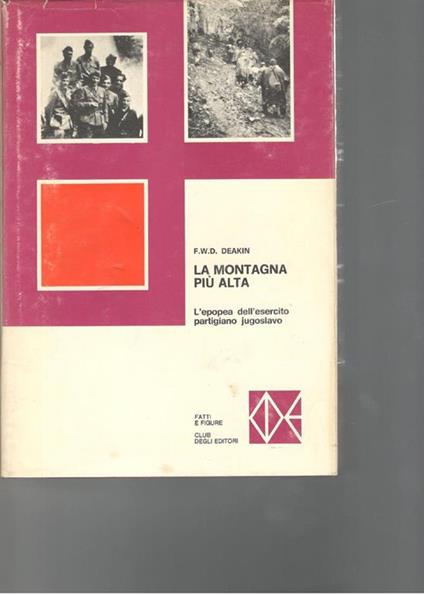 F.W.D. DEAKIN
LA MONTAGNA
PIÙ ALTA
L'epopea dell'esercito
partigiano jugoslavo
FATTI
E FIGURE
CLUB
DEGLI EDITORI